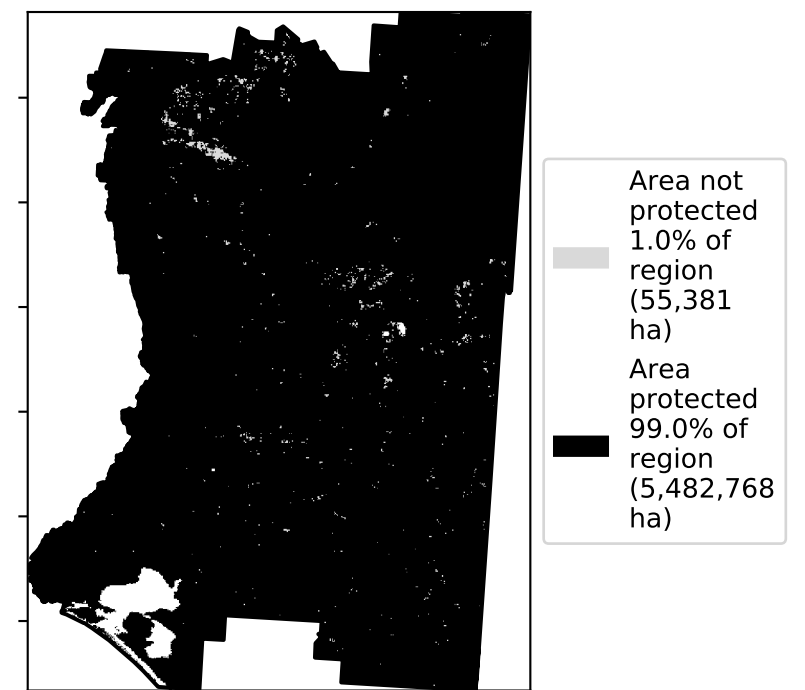 Area not
protected
1.0% of
region
(55,381
ha)
Area
protected
99.0% of
region
(5,482,768
ha)